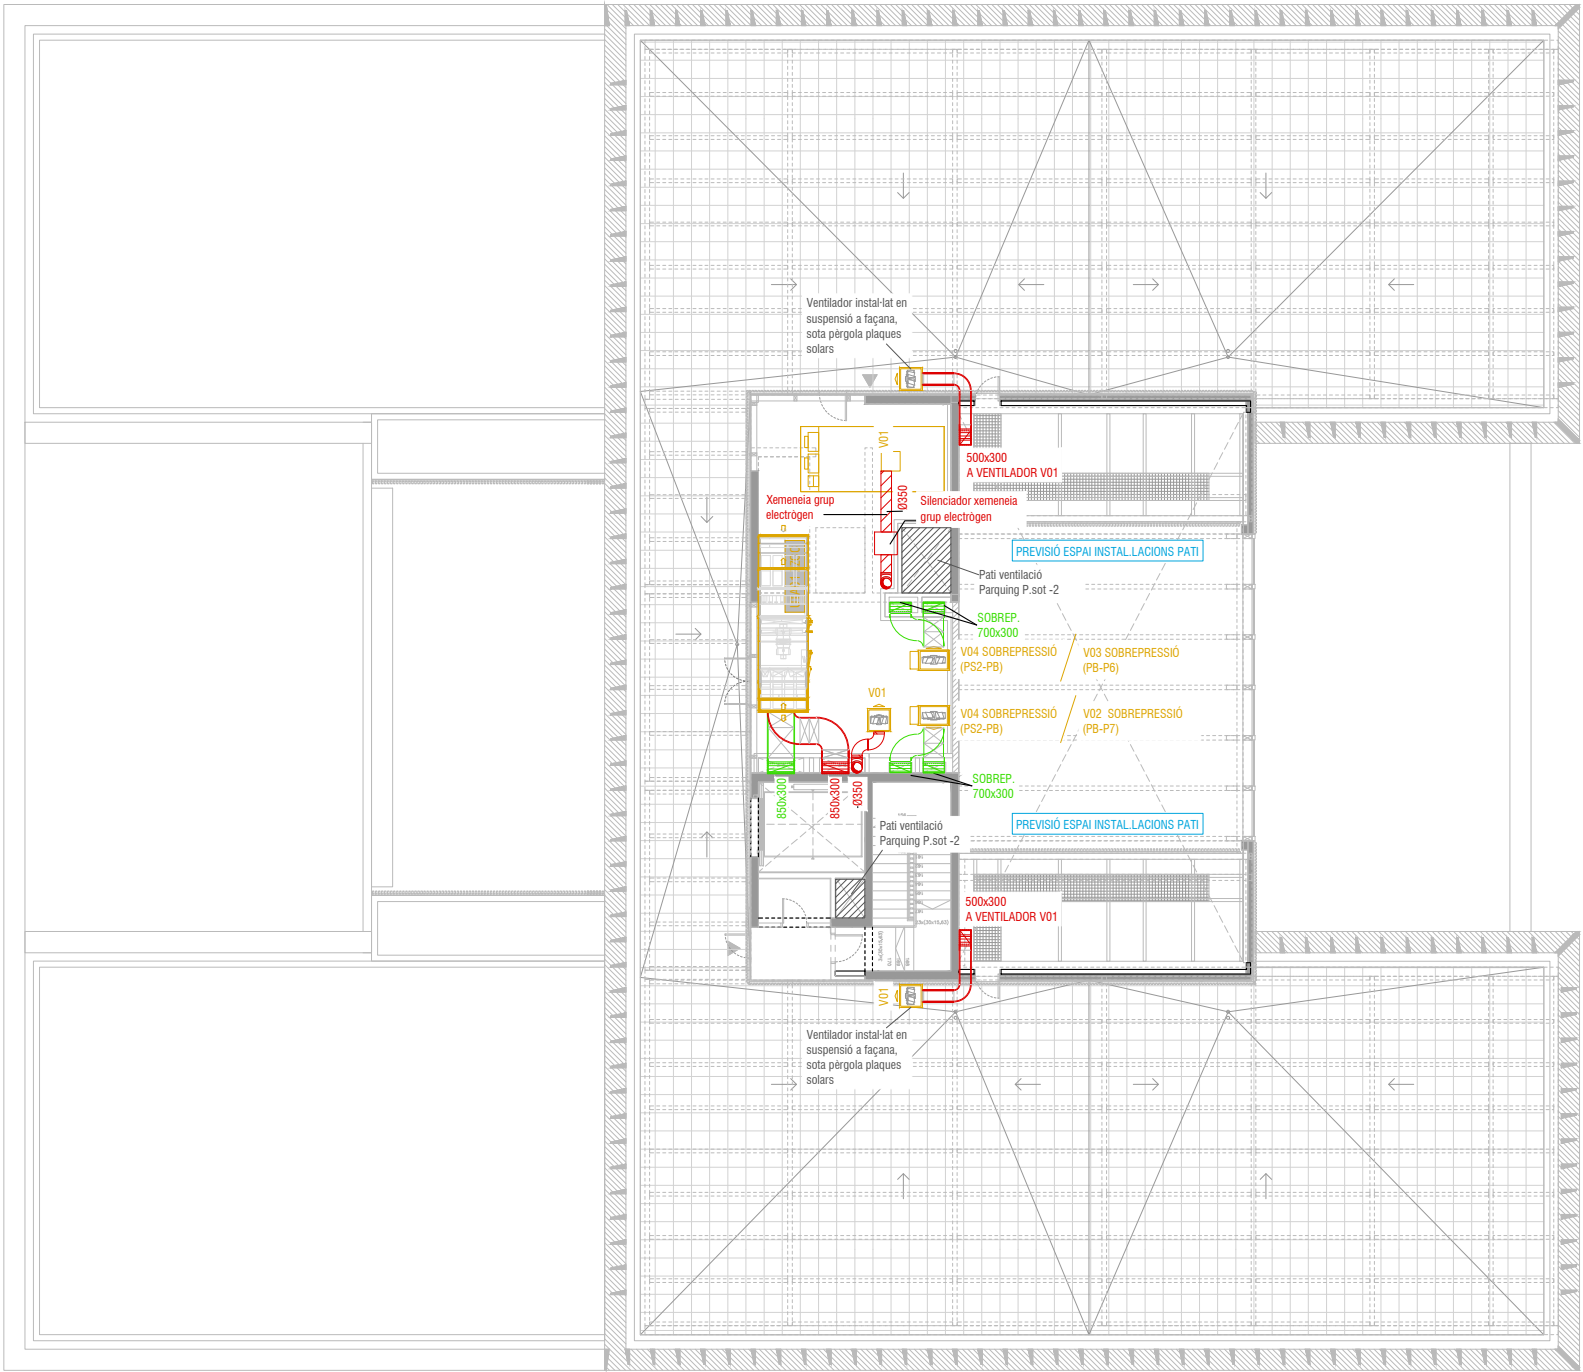 Ventilador instal·lat en
suspensió a façana,
sota pèrgola plaques
solars
V01
500x300
A VENTILADOR V01
Xemeneia grup
electrògen
Ø350
Silenciador xemeneia
grup electrògen
PREVISIÓ ESPAI INSTAL.LACIONS PATI
Pati ventilació
Parquing P.sot -2
SOBREP.
700x300
V04 SOBREPRESSIÓ
(PS2-PB)
V03 SOBREPRESSIÓ
(PB-P6)
V01
V04 SOBREPRESSIÓ
(PS2-PB)
V02 SOBREPRESSIÓ
(PB-P7)
SOBREP.
700x300
850x300
850x300
-Ø350
PREVISIÓ ESPAI INSTAL.LACIONS PATI
Pati ventilació
Parquing P.sot -2
500x300
A VENTILADOR V01
V01
Ventilador instal·lat en
suspensió a façana,
sota pèrgola plaques
solars